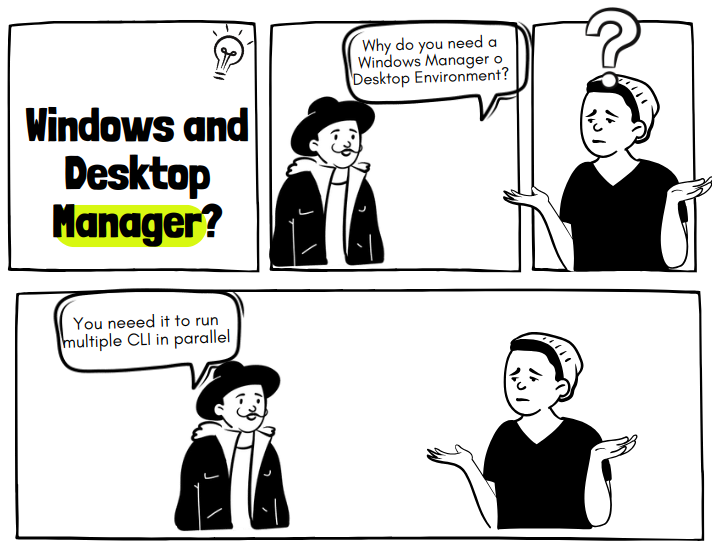 Windows and
Desktop
Manager?
Why do you need a
Windows Manager o
Desktop Environment?
?
You neeed it to run
multiple CLI in parallel